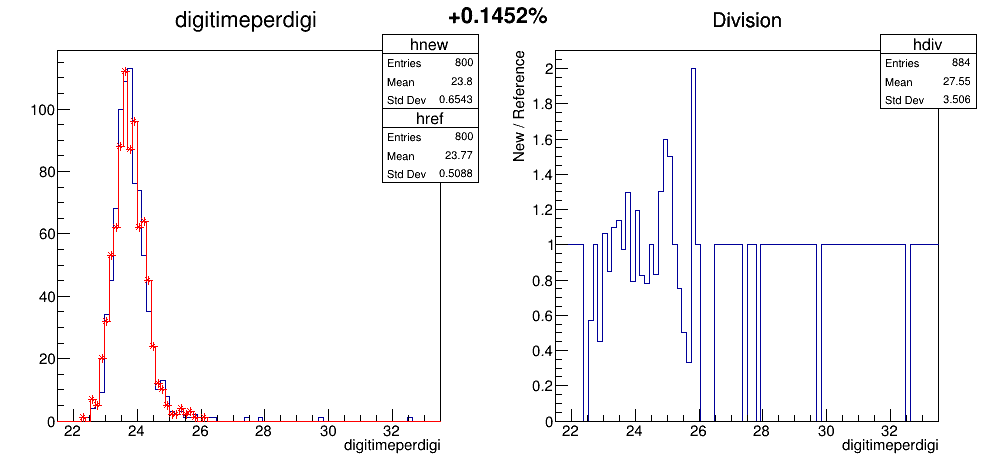 +0.1452%
digitimeperdigi
hnew
Entries 800
Mean 23.8
Std Dev 0.6543
href
Entries 800
Mean 23.77
Std Dev 0.5088
100
80
60
40
20
0
22 24 26 28 30 32
digitimeperdigi
Division
hdiv
Entries 884
Mean 27.55
Std Dev 3.506
New / Reference
2
1.8
1.6
1.4
1.2
1
0.8
0.6
0.4
0.2
0
22 24 26 28 30 32
digitimeperdigi